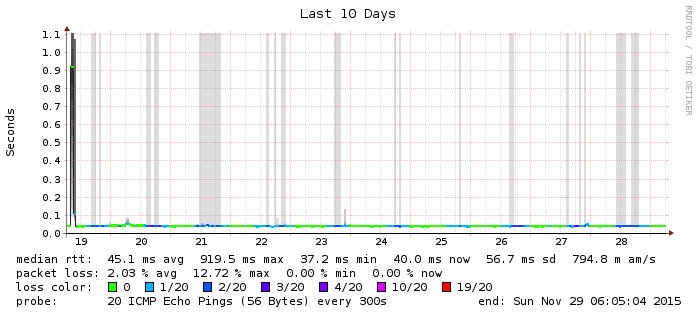 Last 10 Days
RRDTOOL / TOBI OETIKER
Seconds
1.1
1.0
0.9
0.8
0.7
0.6
0.5
0.4
0.3
0.2
0.1
0.0
19 20 21 22 23 24 25 26 27 28
median rtt: 45.1 ms avg 919.5 ms max 37.2 ms min 40.0 ms now 56.7 ms sd 794.8 m am/s
packet loss: 2.03 % avg 12.72 % max 0.00 % min 0.00 % now
loss color: 0 1/20 2/20 3/20 4/20 10/20 19/20
probe: 20 ICMP Echo Pings (56 Bytes) every 300s end: Sun Nov 29 06:05:04 2015